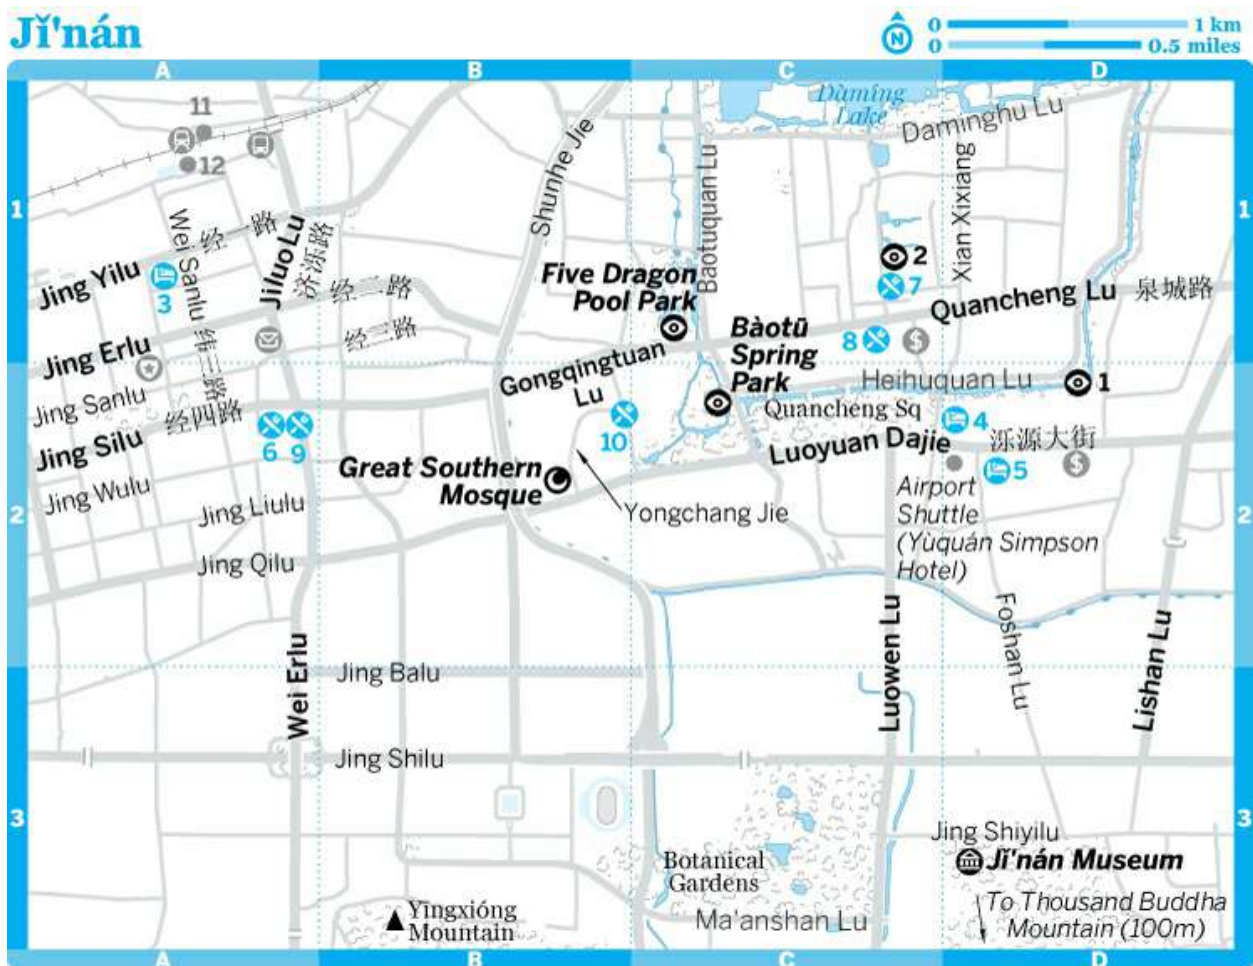 Jǐ'nán
N
0 1 km
0 0.5 miles
A B C D
11
Dàmíng
Lake
Daminghu Lu
12
1 1
Shunhe Jie
Baotuquan Lu
Xian Xixiang
Wei Sanlu
经一路
Jiluo Lu
济泺路
2
Jing Yilu
3
Five Dragon
Pool Park
7
Quancheng Lu 泉城路
经二路
经三路
纬三路
Jing Erlu
Bàotū
Spring
Park
8 $
Gongqingtuan
Lu
Heihuquan Lu
1
Jing Sanlu
经四路
Quancheng Sq
4
10
Jing Silu
6 9
Luoyuan Dajie 泺源大街
5 $
Great Southern
Mosque
Jing Wulu
Jing Liulu
Yongchang Jie
Airport
Shuttle
(Yùquán Simpson
Hotel)
2 2
Jing Qilu
Foshan Lu
Luowen Lu
Lishan Lu
Wei Erlu
Jing Balu
Jing Shilu
3 3
Jing Shiyilu
Botanical
Gardens
Jǐ'nán Museum
Yīngxióng
Mountain
Ma'anshan Lu
To Thousand Buddha
Mountain (100m)
A B C D